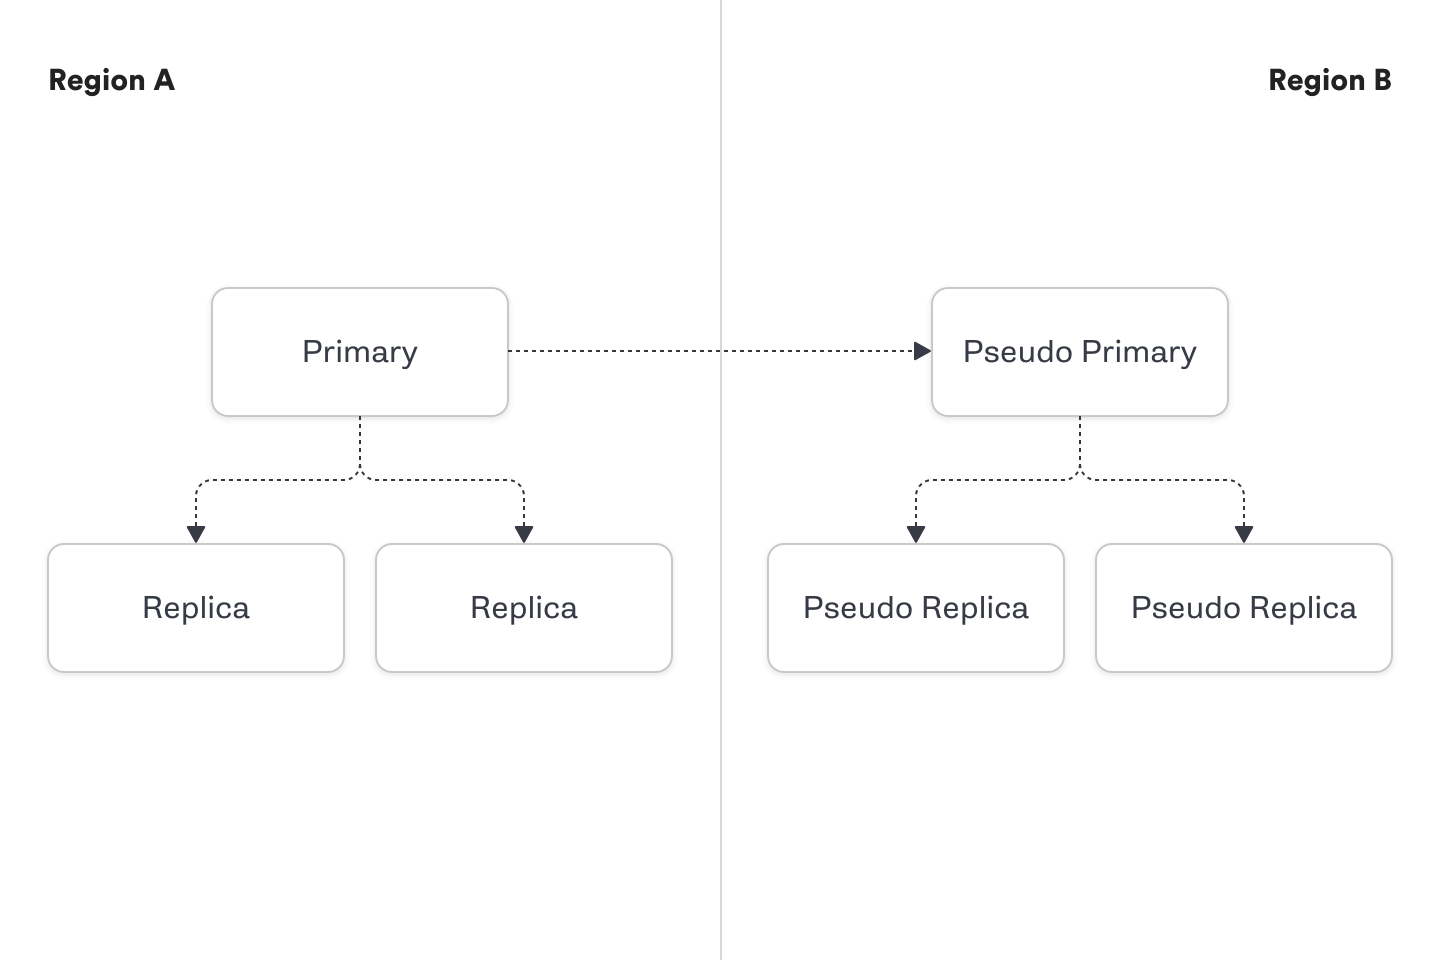 Region A
Region B
Primary
Pseudo Primary
Replica
Replica
Pseudo Replica
Pseudo Replica